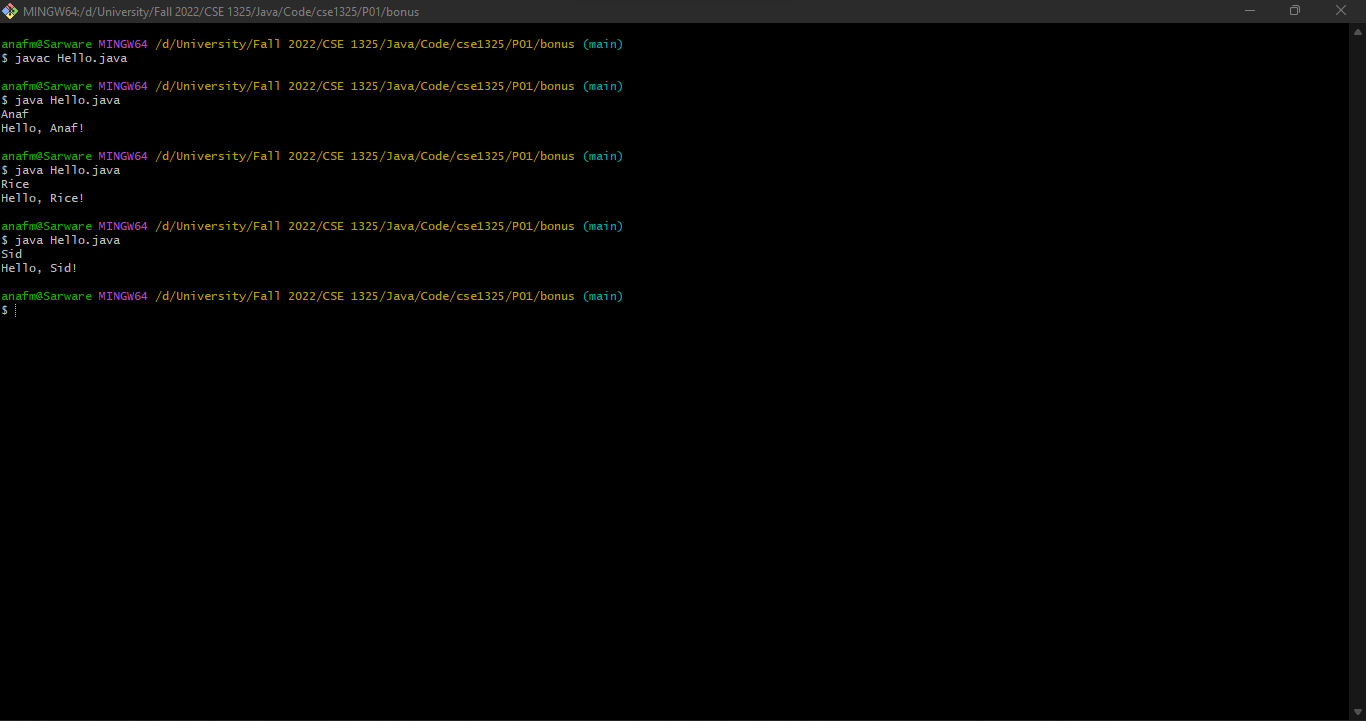 MINGW64:/d/University/Fall 2022/CSE 1325/Java/Code/cse1325/P01/bonus
anafm@Sarware MINGW64 /d/University/Fall 2022/CSE 1325/Java/Code/cse1325/P01/bonus (main)
$ javac Hello.java
anafm@Sarware MINGW64 /d/University/Fall 2022/CSE 1325/Java/Code/cse1325/P01/bonus (main)
$ java Hello.java
Anaf
Hello, Anaf!
anafm@Sarware MINGW64 /d/University/Fall 2022/CSE 1325/Java/Code/cse1325/P01/bonus (main)
$ java Hello.java
Rice
Hello, Rice!
anafm@Sarware MINGW64 /d/University/Fall 2022/CSE 1325/Java/Code/cse1325/P01/bonus (main)
$ java Hello.java
Sid
Hello, Sid!
anafm@Sarware MINGW64 /d/University/Fall 2022/CSE 1325/Java/Code/cse1325/P01/bonus (main)
$